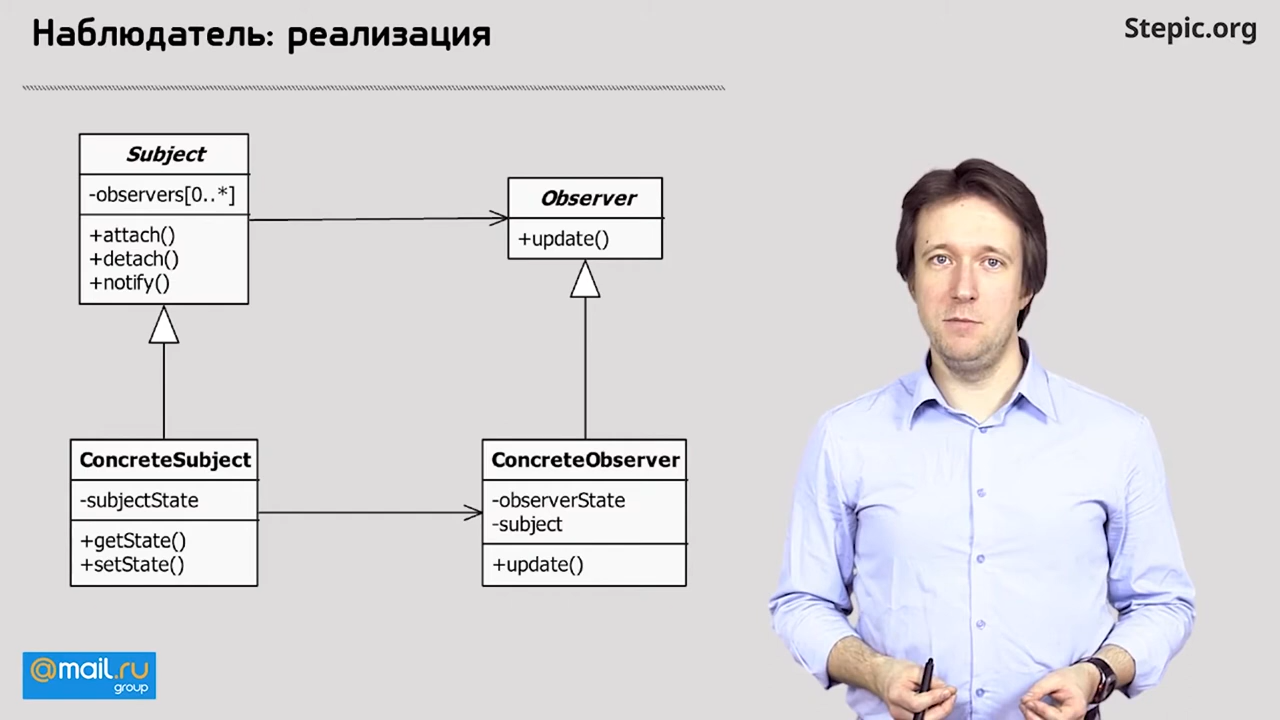 Наблюдатель: реализация
Stepic.org
Subject
-observers[0..*]
+attach()
+detach()
+notify()
Observer
+update()
ConcreteSubject
-subjectState
+getState()
+setState()
ConcreteObserver
-observerState
-subject
+update()
@mail.ru
group